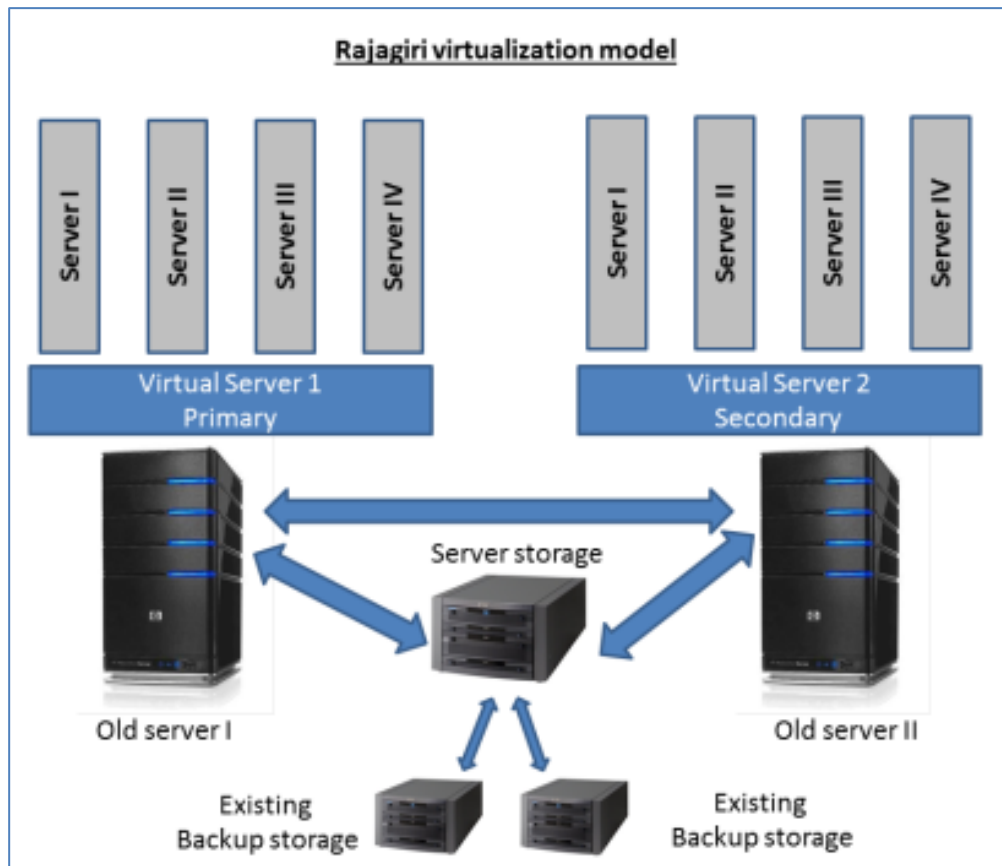 Rajagiri virtualization model
Server I
Server II
Server III
Server IV
Server I
Server II
Server III
Server IV
Virtual Server 1
Primary
Virtual Server 2
Secondary
Server storage
Old server I
Old server II
Existing
Backup storage
Existing
Backup storage